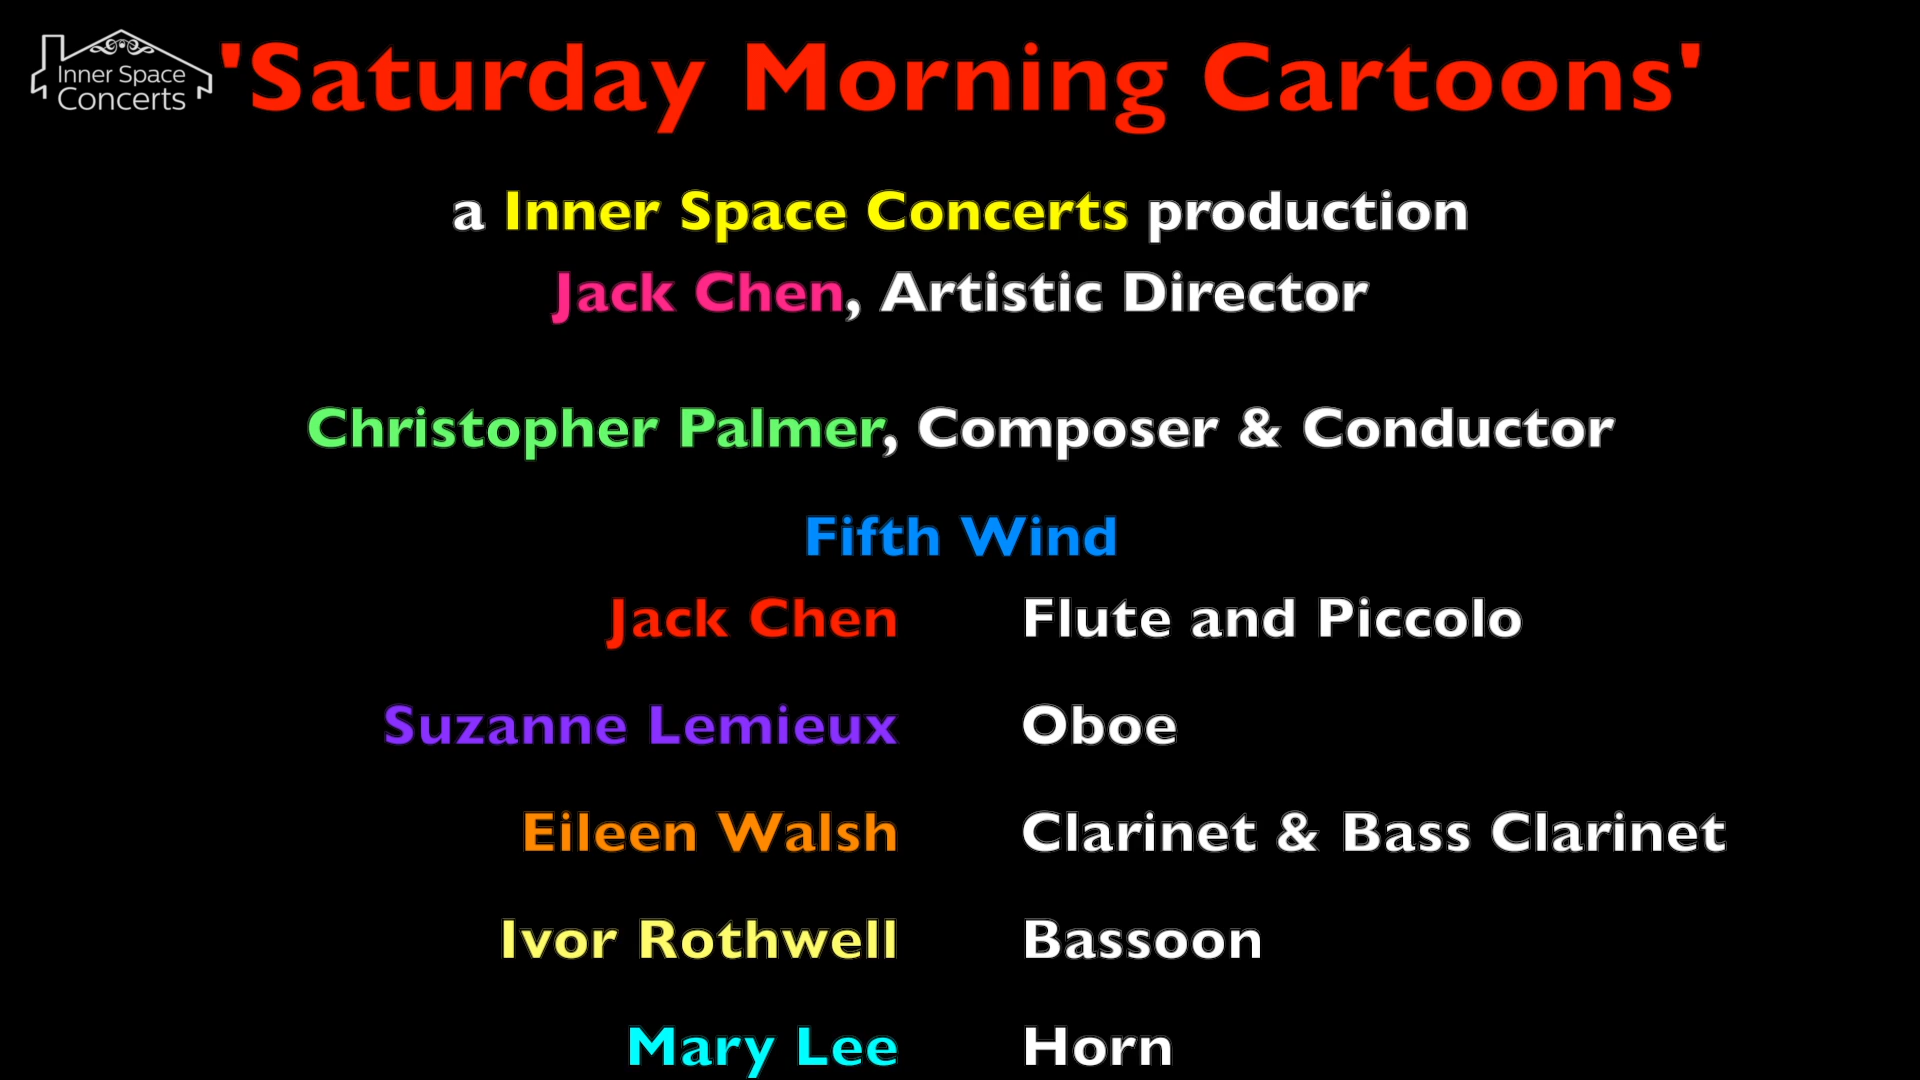 Inner Space
Concerts
'Saturday Morning Cartoons'
a Inner Space Concerts production
Jack Chen, Artistic Director
Christopher Palmer, Composer & Conductor
Fifth Wind
Jack Chen Flute and Piccolo
Suzanne Lemieux Oboe
Eileen Walsh Clarinet & Bass Clarinet
Ivor Rothwell Bassoon
Mary Lee Horn